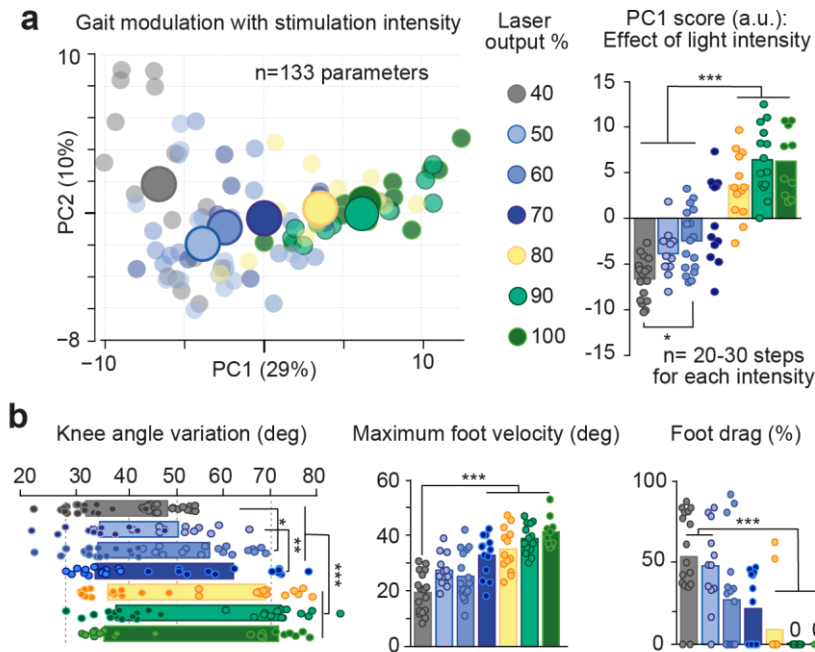 a
Gait modulation with stimulation intensity
n=133 parameters
10
PC2 (10%)
−8
−10
PC1 (29%)
10
Laser
output %
40
50
60
70
80
90
100
PC1 score (a.u.):
Effect of light intensity
***
15
10
5
0
−5
−10
-15
*
n= 20-30 steps
for each intensity
b
Knee angle variation (deg)
20 30 40 50 60 70 80
*
**
***
Maximum foot velocity (deg)
***
60
40
20
0
Foot drag (%)
100
***
50
0
0 0